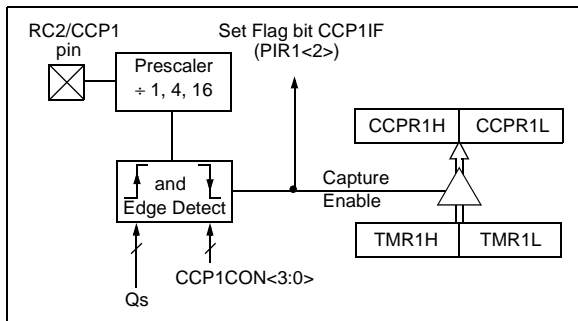 RC2/CCP1
pin
Prescaler
÷ 1, 4, 16
Set Flag bit CCP1IF
(PIR1<2>)
CCPR1H CCPR1L
and
Edge Detect
Capture
Enable
TMR1H TMR1L
CCP1CON<3:0>
Qs